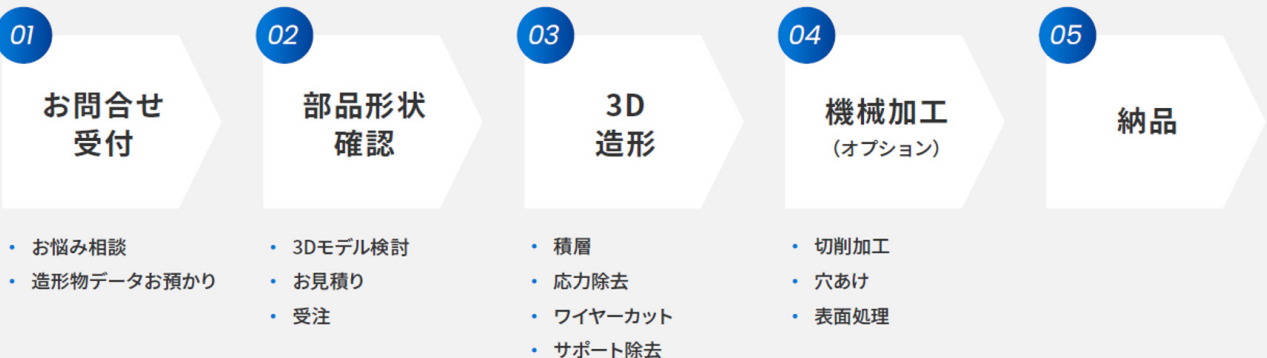 01
お問合せ
受付
・お悩み相談
・造形物データお預かり
02
部品形状
確認
・3Dモデル検討
・お見積り
・受注
03
3D
造形
・積層
・応力除去
・ワイヤーカット
・サポート除去
04
機械加工
（オプション）
・切削加工
・穴あけ
・表面処理
05
納品